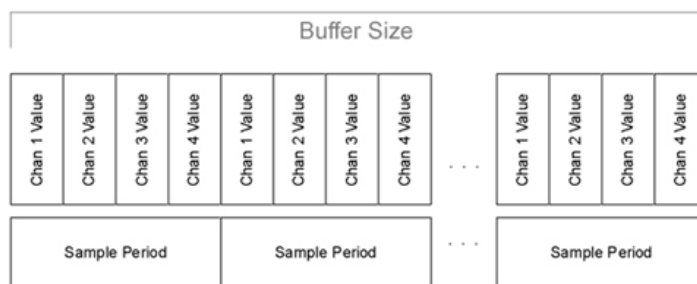 Buffer Size
Chan 1 Value
Chan 2 Value
Chan 3 Value
Chan 4 Value
Chan 1 Value
Chan 2 Value
Chan 3 Value
Chan 4 Value
. . .
Chan 1 Value
Chan 2 Value
Chan 3 Value
Chan 4 Value
Sample Period
Sample Period
. . .
Sample Period